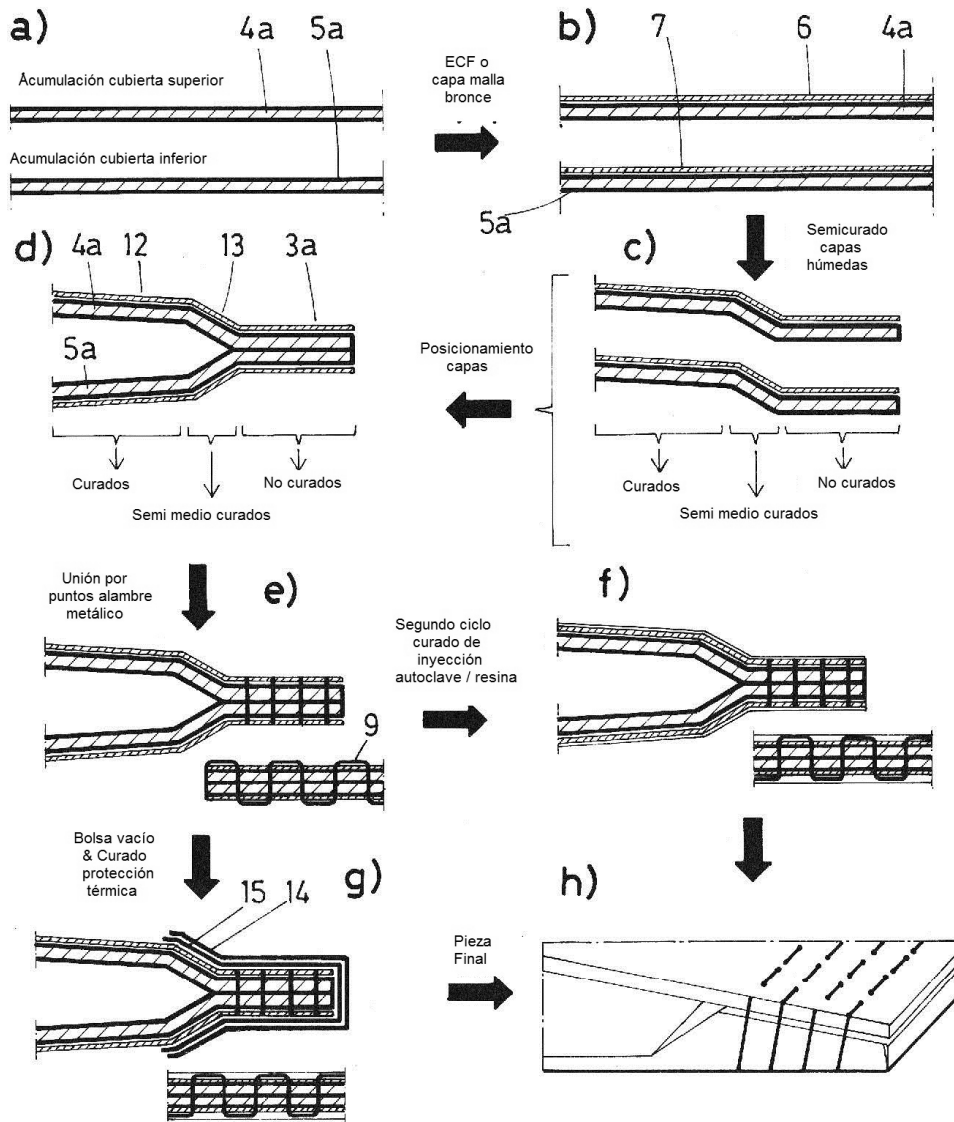 a)
4a
5a
Acumulación cubierta superior
Acumulación cubierta inferior
ECF o
capa malla
bronce
b)
7
6
4a
5a
Semicurado
capas
húmedas
c)
Curados
No curados
Semi medio curados
Posicionamiento
capas
d)
4a
12
13
3a
5a
Curados
No curados
Semi medio curados
Unión por
puntos alambre
metálico
e)
9
Segundo ciclo
curado de
inyección
autoclave / resina
f)
Bolsa vacío
& Curado
protección
térmica
g)
15
14
Pieza
Final
h)